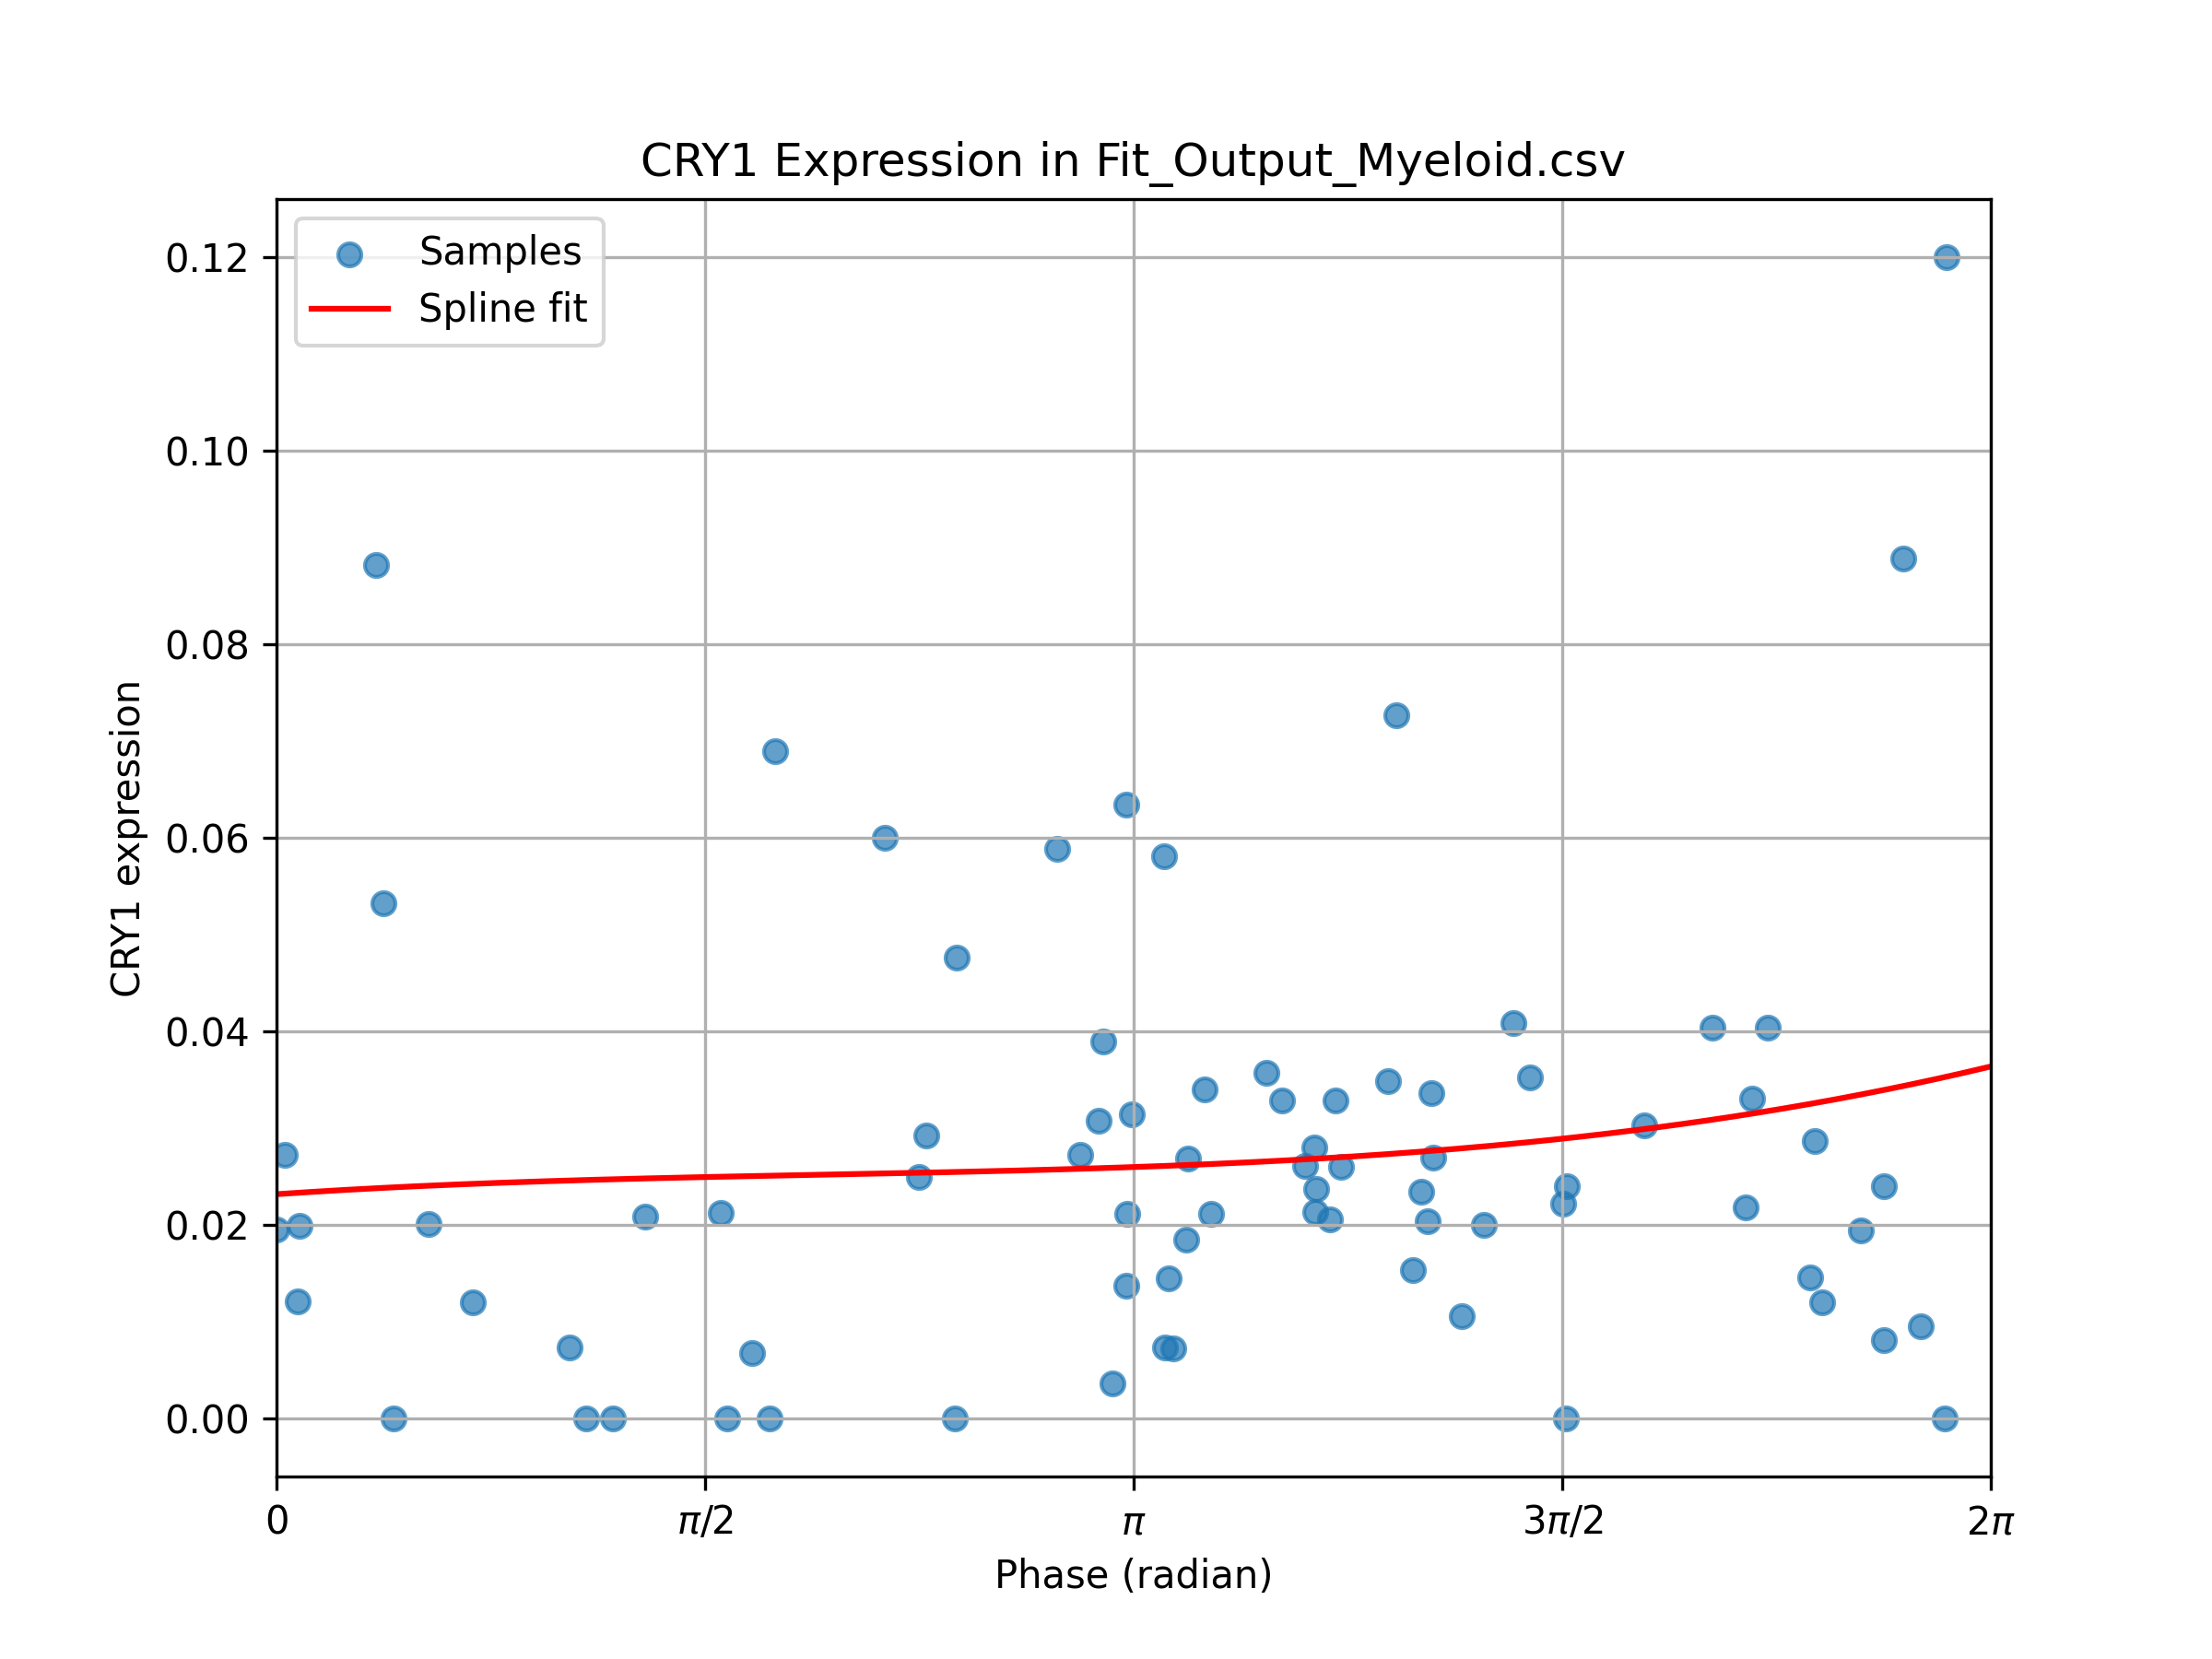 CRY1 Expression in Fit_Output_Myeloid.csv
Samples
Spline fit
0.12
0.10
0.08
0.06
0.04
0.02
0.00
CRY1 expression
0 π/2 π 3π/2 2π
Phase (radian)